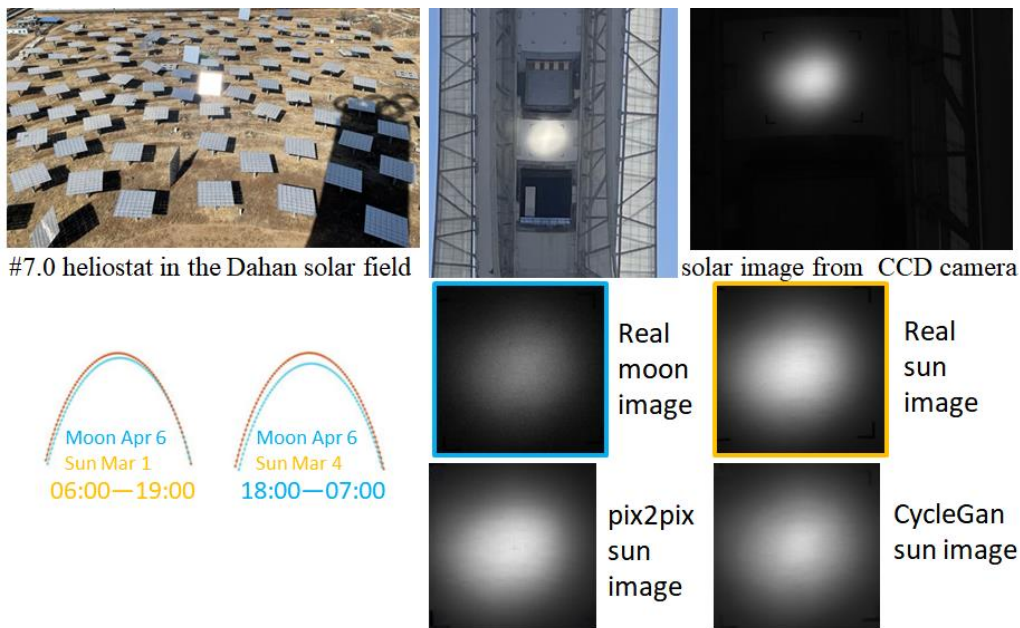 #7.0 heliostat in the Dahan solar field
solar image from CCD camera
Moon Apr 6
Sun Mar 1
06:00—19:00
Moon Apr 6
Sun Mar 4
18:00—07:00
Real
moon
image
Real
sun
image
pix2pix
sun
image
CycleGan
sun image